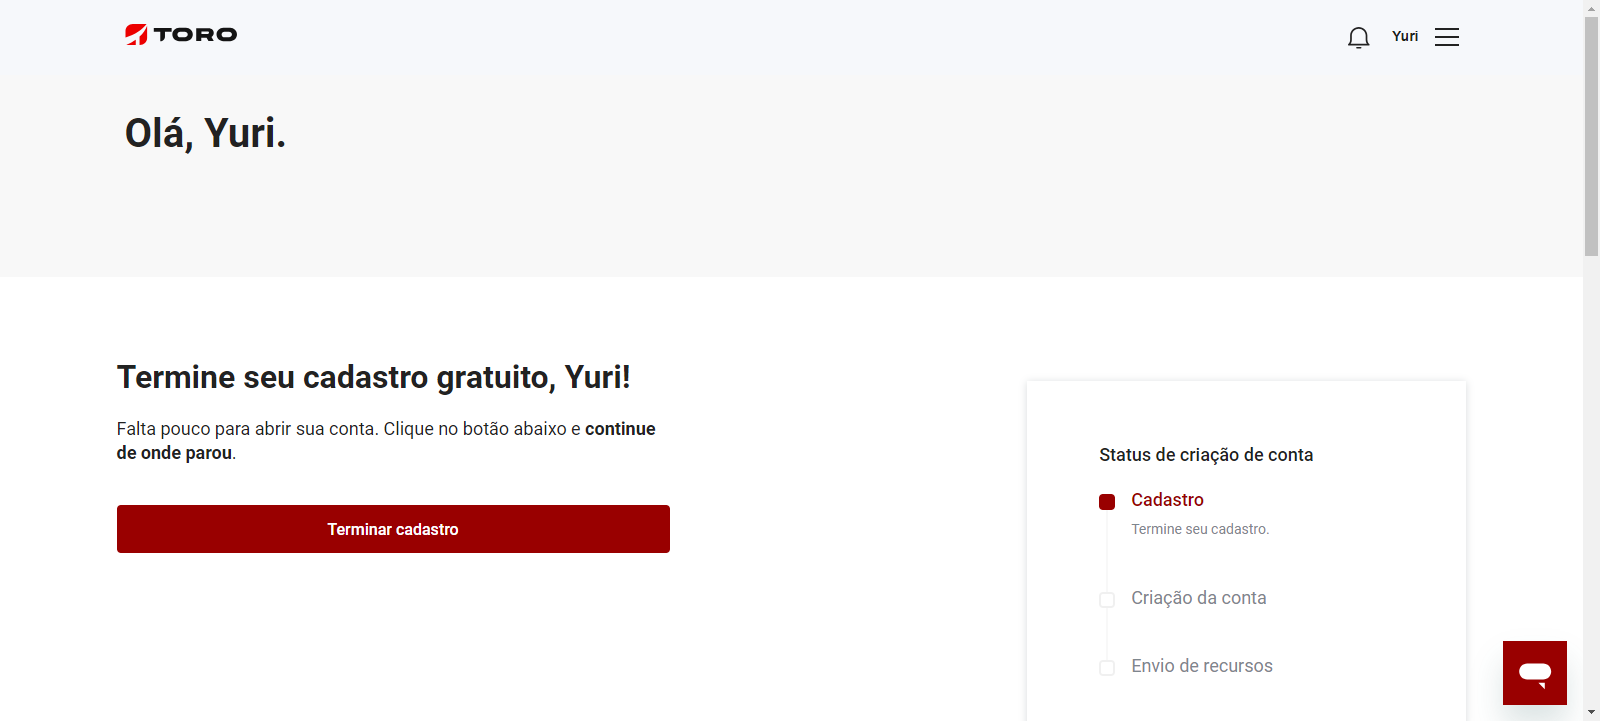 TORO
Yuri
Olá, Yuri.
Termine seu cadastro gratuito, Yuri!
Falta pouco para abrir sua conta. Clique no botão abaixo e continue
de onde parou.
Terminar cadastro
Status de criação de conta
Cadastro
Termine seu cadastro.
Criação da conta
Envio de recursos